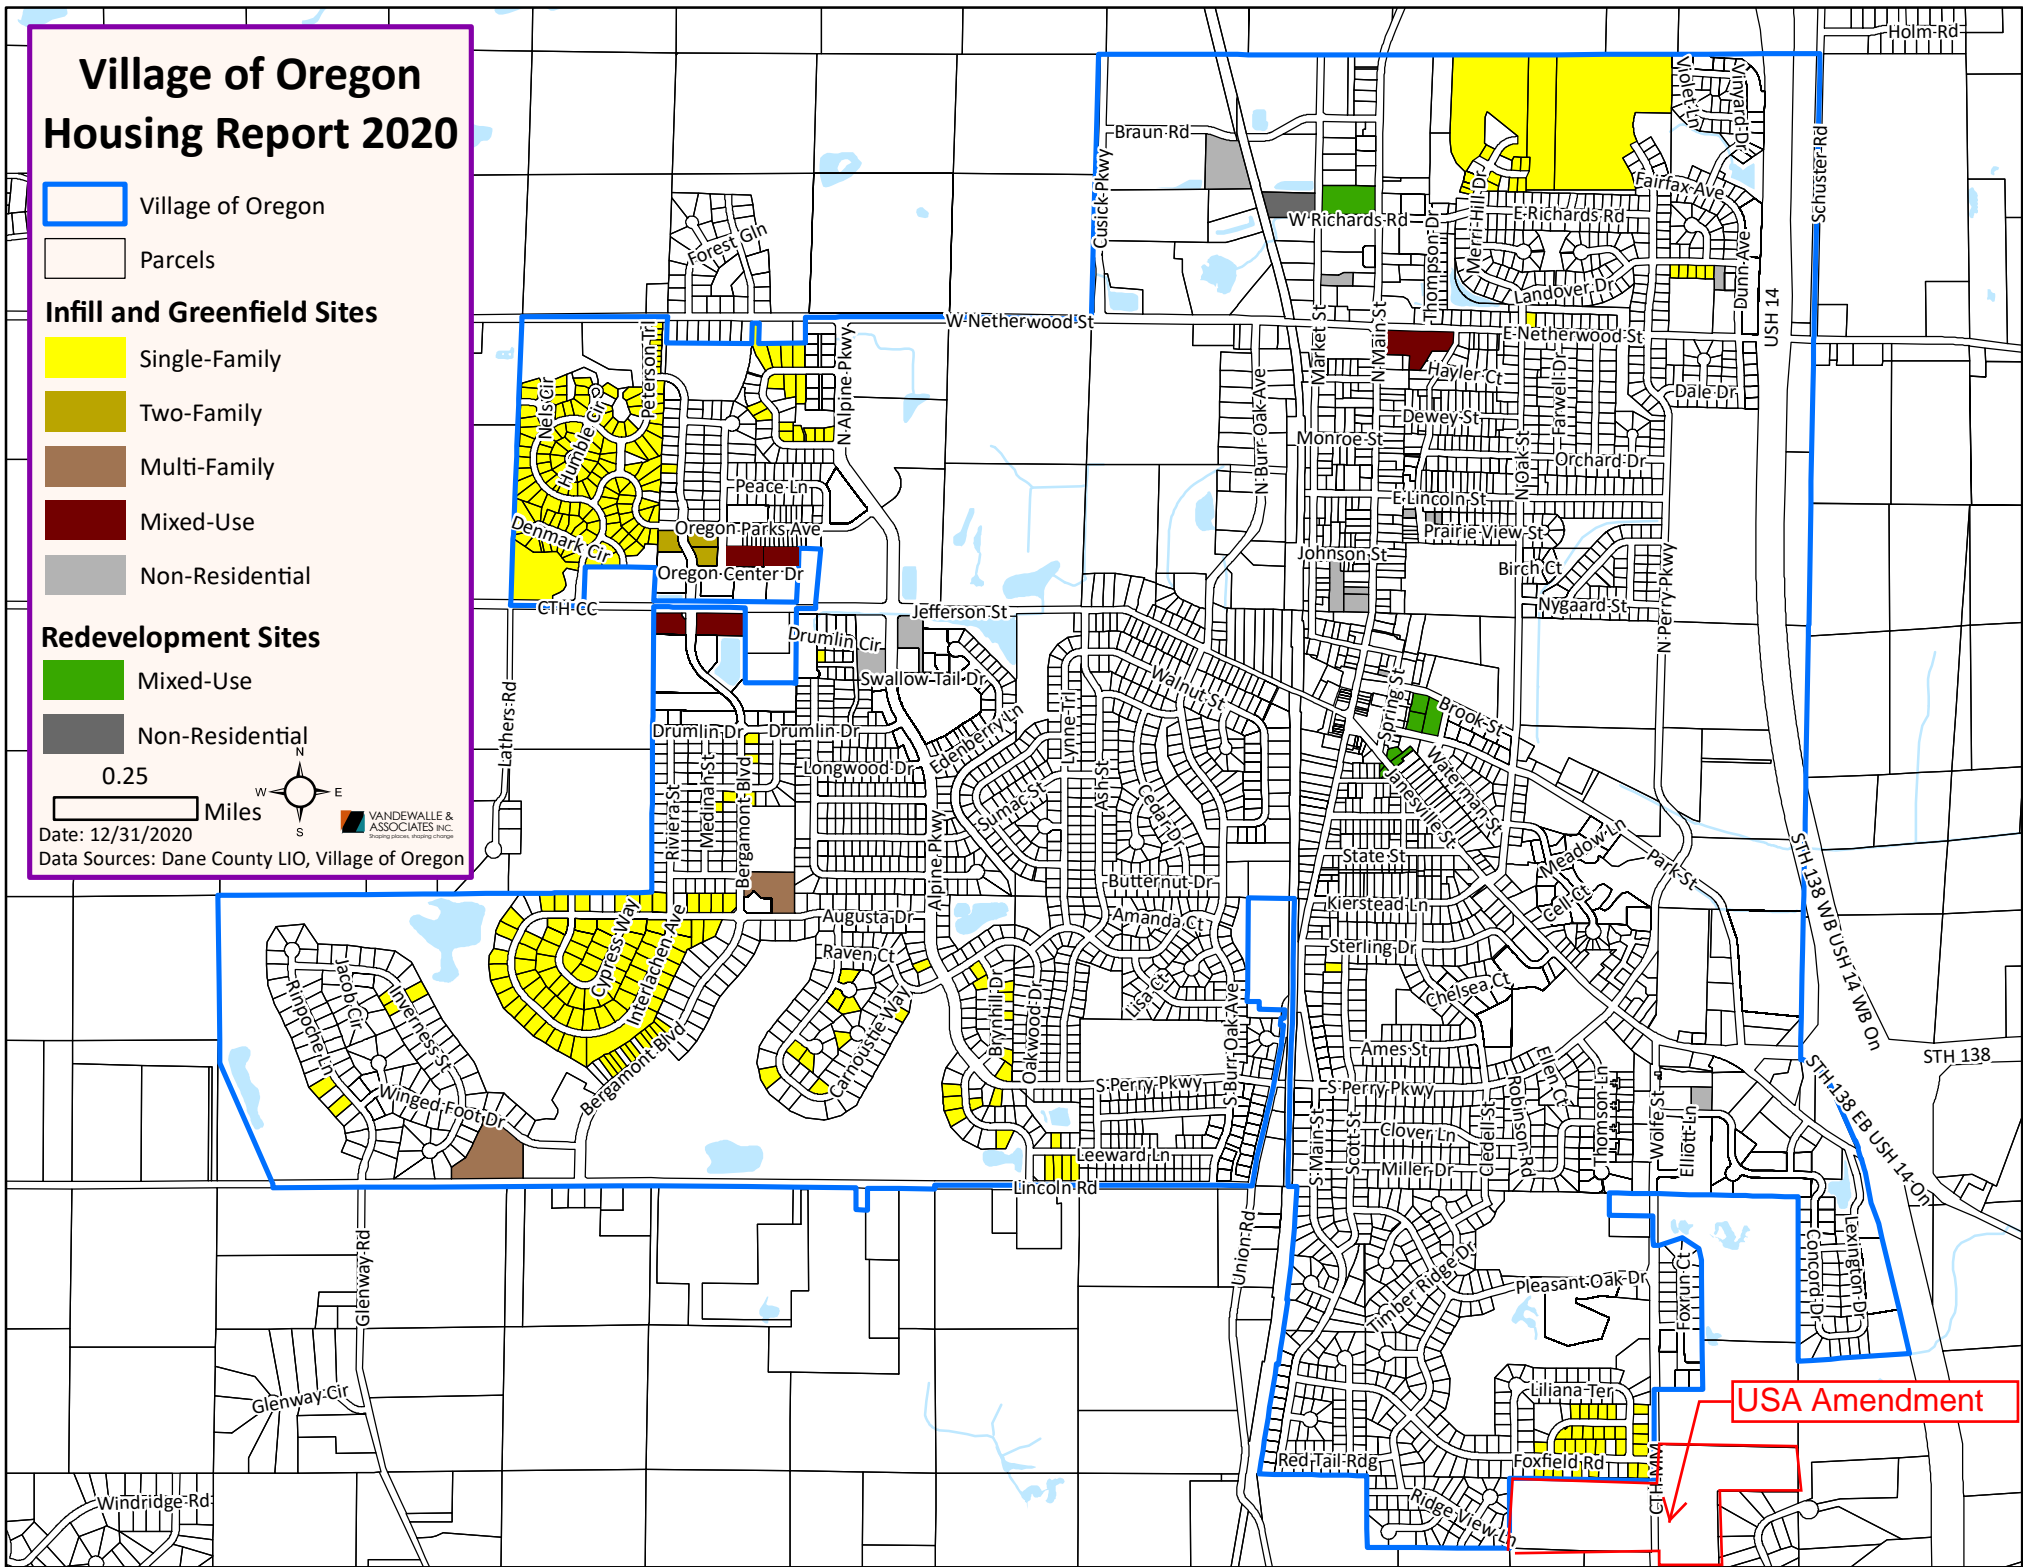 Village of Oregon
Housing Report 2020
Village of Oregon
Parcels
Infill and Greenfield Sites
Single-Family
Two-Family
Multi-Family
Mixed-Use
Non-Residential
Redevelopment Sites
Mixed-Use
Non-Residential
0.25
Miles
N
W
E
S
VANDEWALLE &
ASSOCIATES INC.
Shaping places, shaping change
Date: 12/31/2020
Data Sources: Dane County LIO, Village of Oregon
Holm Rd
Braun Rd
Cusick Pkwy
Violet Ln
Vinyard Dr
Schuster Rd
Fairfax Ave
W Richards Rd
E Richards Rd
Merri Hill Dr
Thompson Dr
Landover Dr
Dunn Ave
USH 14
Forest Gln
W Netherwood St
E Netherwood St
Peterson Trl
N Alpine Pkwy
Market St
N Main St
Hayler Ct
Farwell Dr
Dale Dr
Nels Cir
Humble Cir
N Burr Oak Ave
Dewey St
Monroe St
N Oak St
Orchard Dr
Peace Ln
E Lincoln St
Oregon Parks Ave
Prairie View St
Denmark Cir
Johnson St
Oregon Center Dr
Birch Ct
N Perry Pkwy
CTH CC
Jefferson St
Nygaard St
Drumlin Cir
Swallow Tail Dr
Lathers Rd
Walnut St
Spring St
Brook St
Drumlin Dr
Drumlin Dr
Edenberry Ln
Lynne Trl
Longwood Dr
Waterman St
Riviera St
Medinah St
Bergamont Blvd
Sumac St
Ash St
Cedar Dr
Janesville St
Alpine Pkwy
State St
Meadow Ln
Park St
STH 138 WB USH 14 WB On
Butternut Dr
Augusta Dr
Amanda Ct
Kierstead Ln
Cell Ct
Cypress Way
Interlachen Ave
Raven Ct
Sterling Dr
Jacob Cir
Rinpoche Ln
Inverness St
Carnoustie Way
Brynhill Dr
Oakwood Dr
Lisa Ct
S Burr Oak Ave
Chelsea Ct
Bergamont Blvd
Ames St
Ellen Ct
STH 138
STH 138 EB USH 14 On
Winged Foot Dr
S Perry Pkwy
S Perry Pkwy
Robinson Rd
Thomson Ln
Wolfe St
Elliott Ln
S Main St
Scott St
Clover Ln
Cledell St
Leeward Ln
Miller Dr
Lincoln Rd
Glenway Rd
Union Rd
Timber Ridge Dr
Pleasant Oak Dr
Foxrun Ct
Concord Dr
Lexington Dr
Glenway Cir
Liliana Ter
USA Amendment
Red Tail Rdg
Foxfield Rd
CTH MM
Windridge Rd
Ridge View Ln